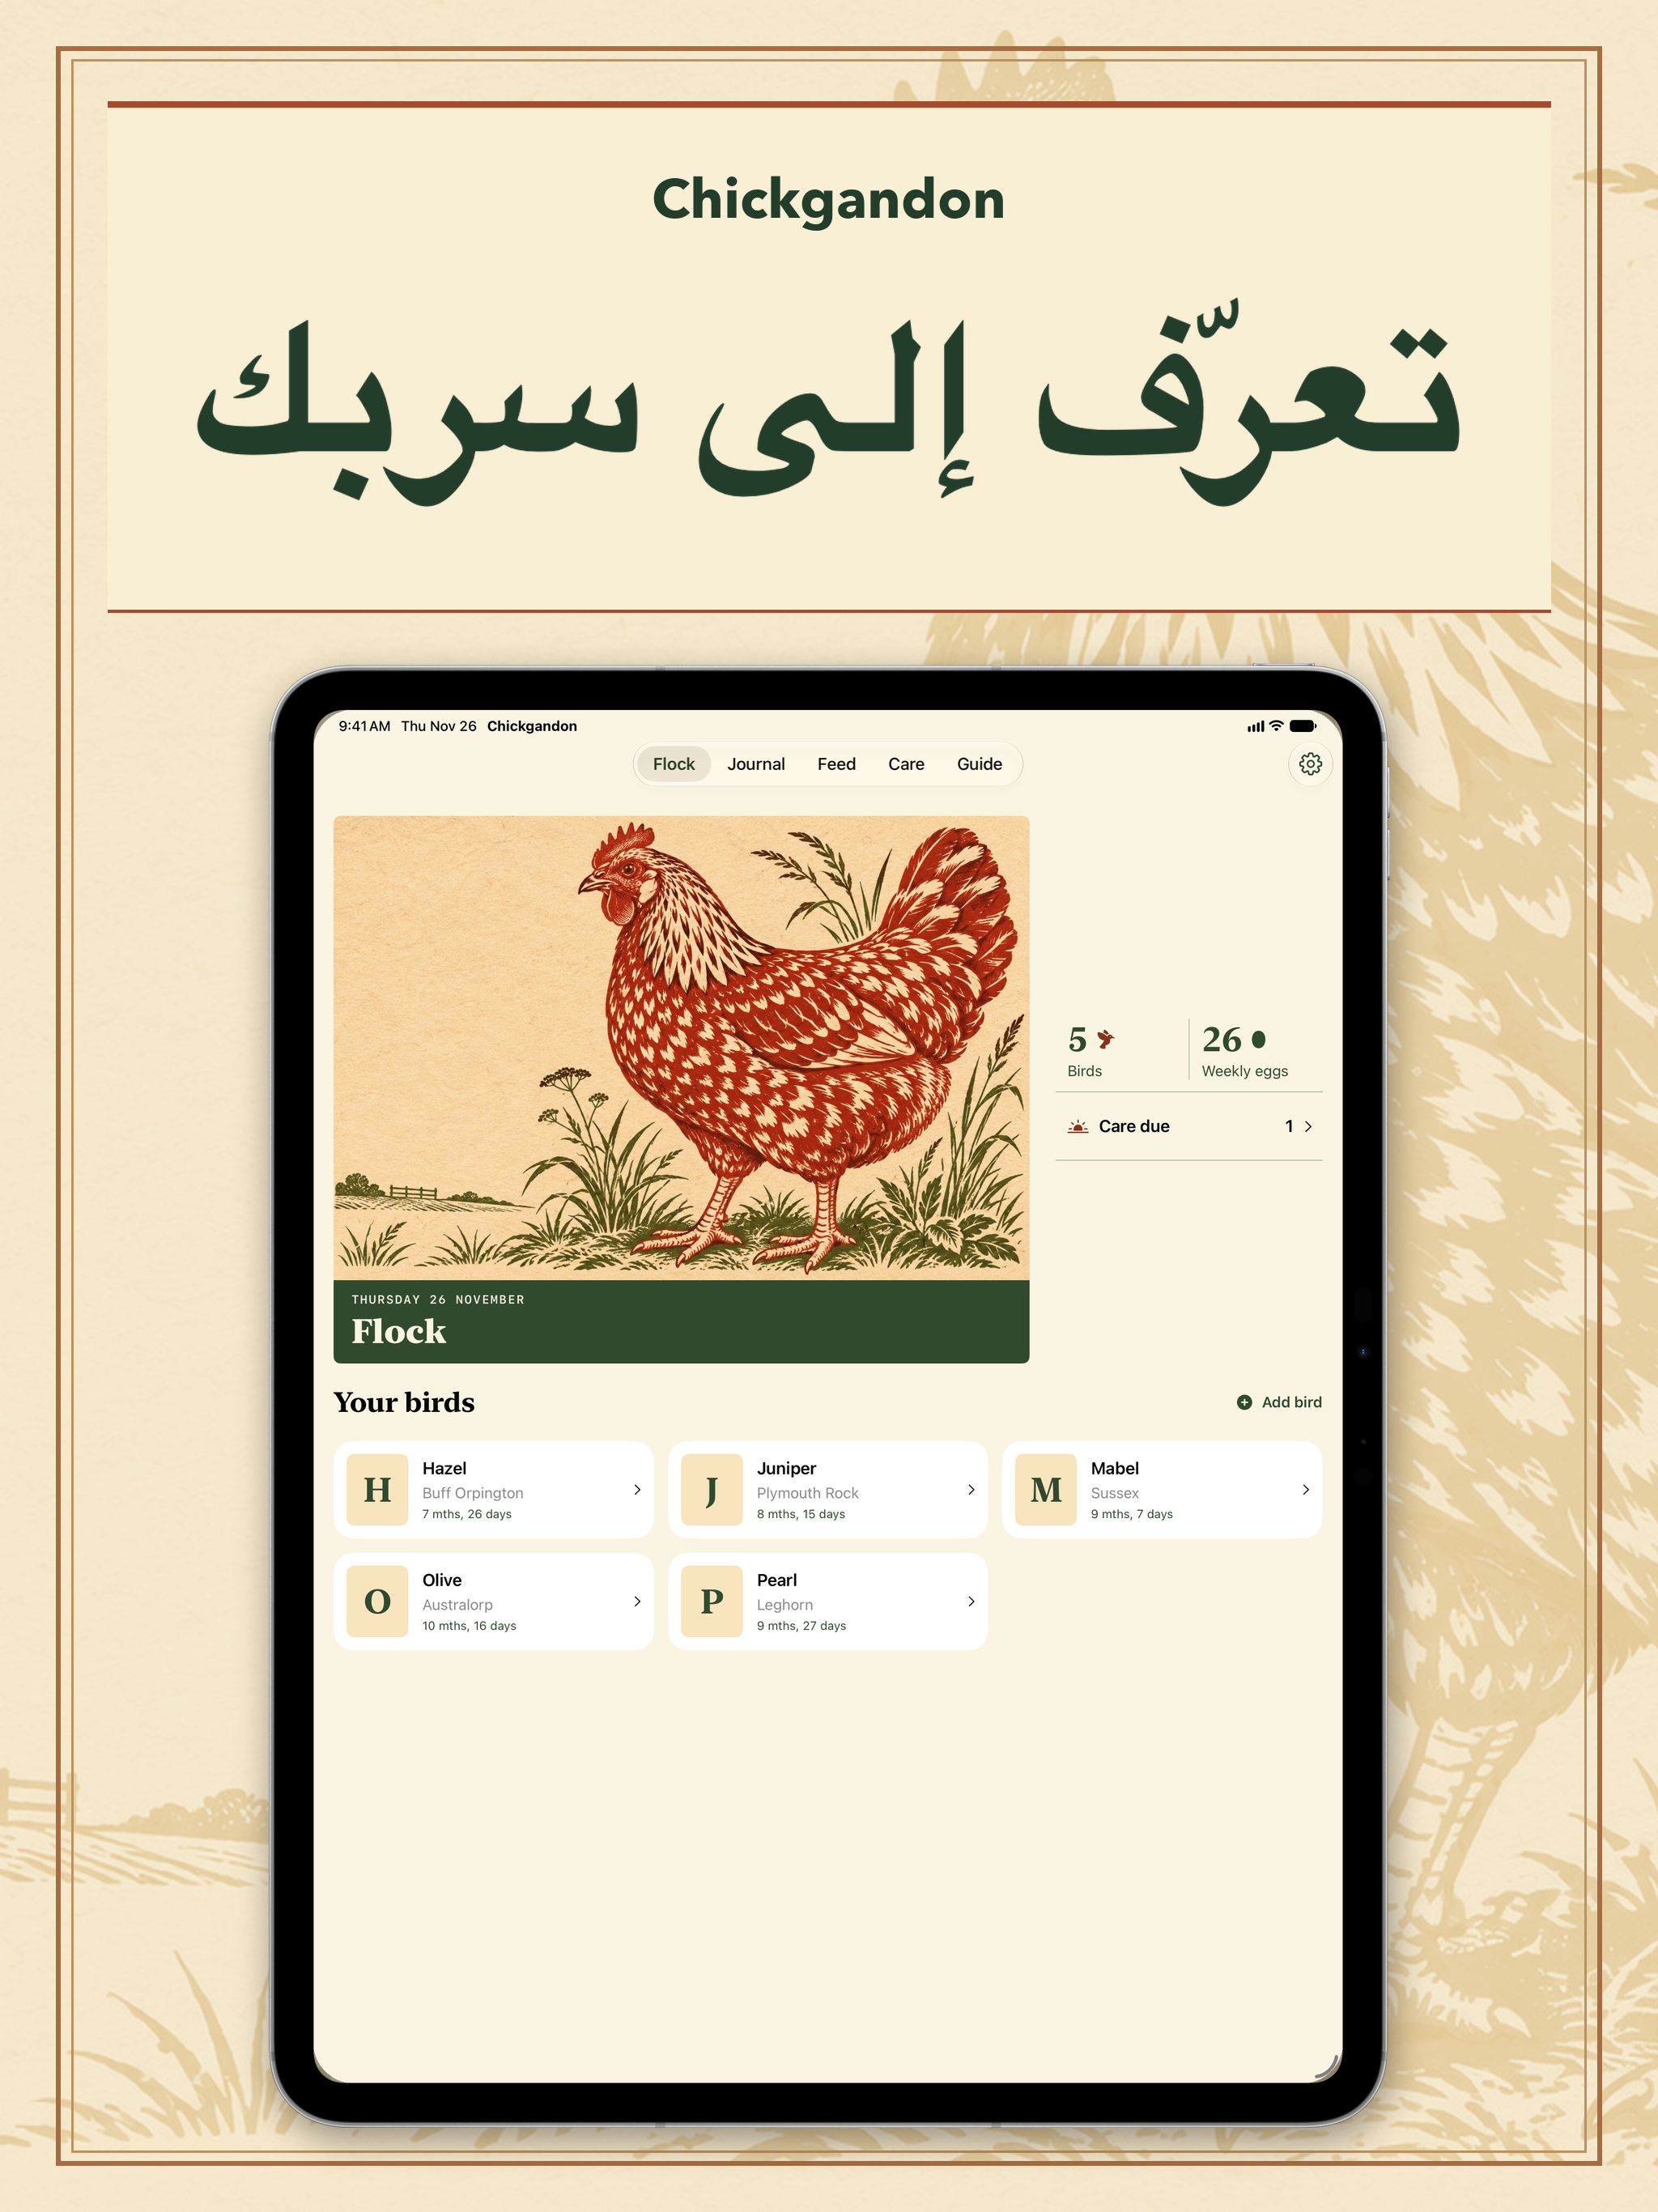 Chickgandon
تعرّف إلى سربك
9:41 AM Thu Nov 26 Chickgandon
Flock Journal Feed Care Guide
5
Birds
26
Weekly eggs
Care due 1
THURSDAY 26 NOVEMBER
Flock
Your birds
Add bird
H
Hazel
Buff Orpington
7 mths, 26 days
J
Juniper
Plymouth Rock
8 mths, 15 days
M
Mabel
Sussex
9 mths, 7 days
O
Olive
Australorp
10 mths, 16 days
P
Pearl
Leghorn
9 mths, 27 days